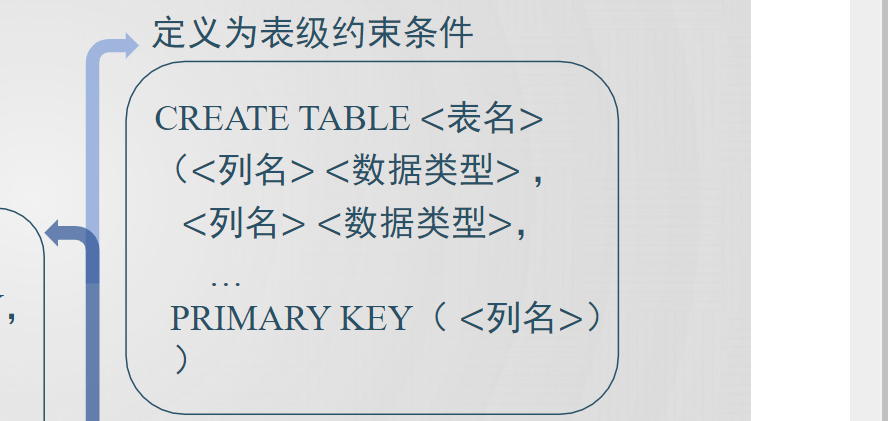 定义为表级约束条件
CREATE TABLE <表名>
（<列名> <数据类型> ，
<列名> <数据类型>，
…
PRIMARY KEY（ <列名>）
）
，